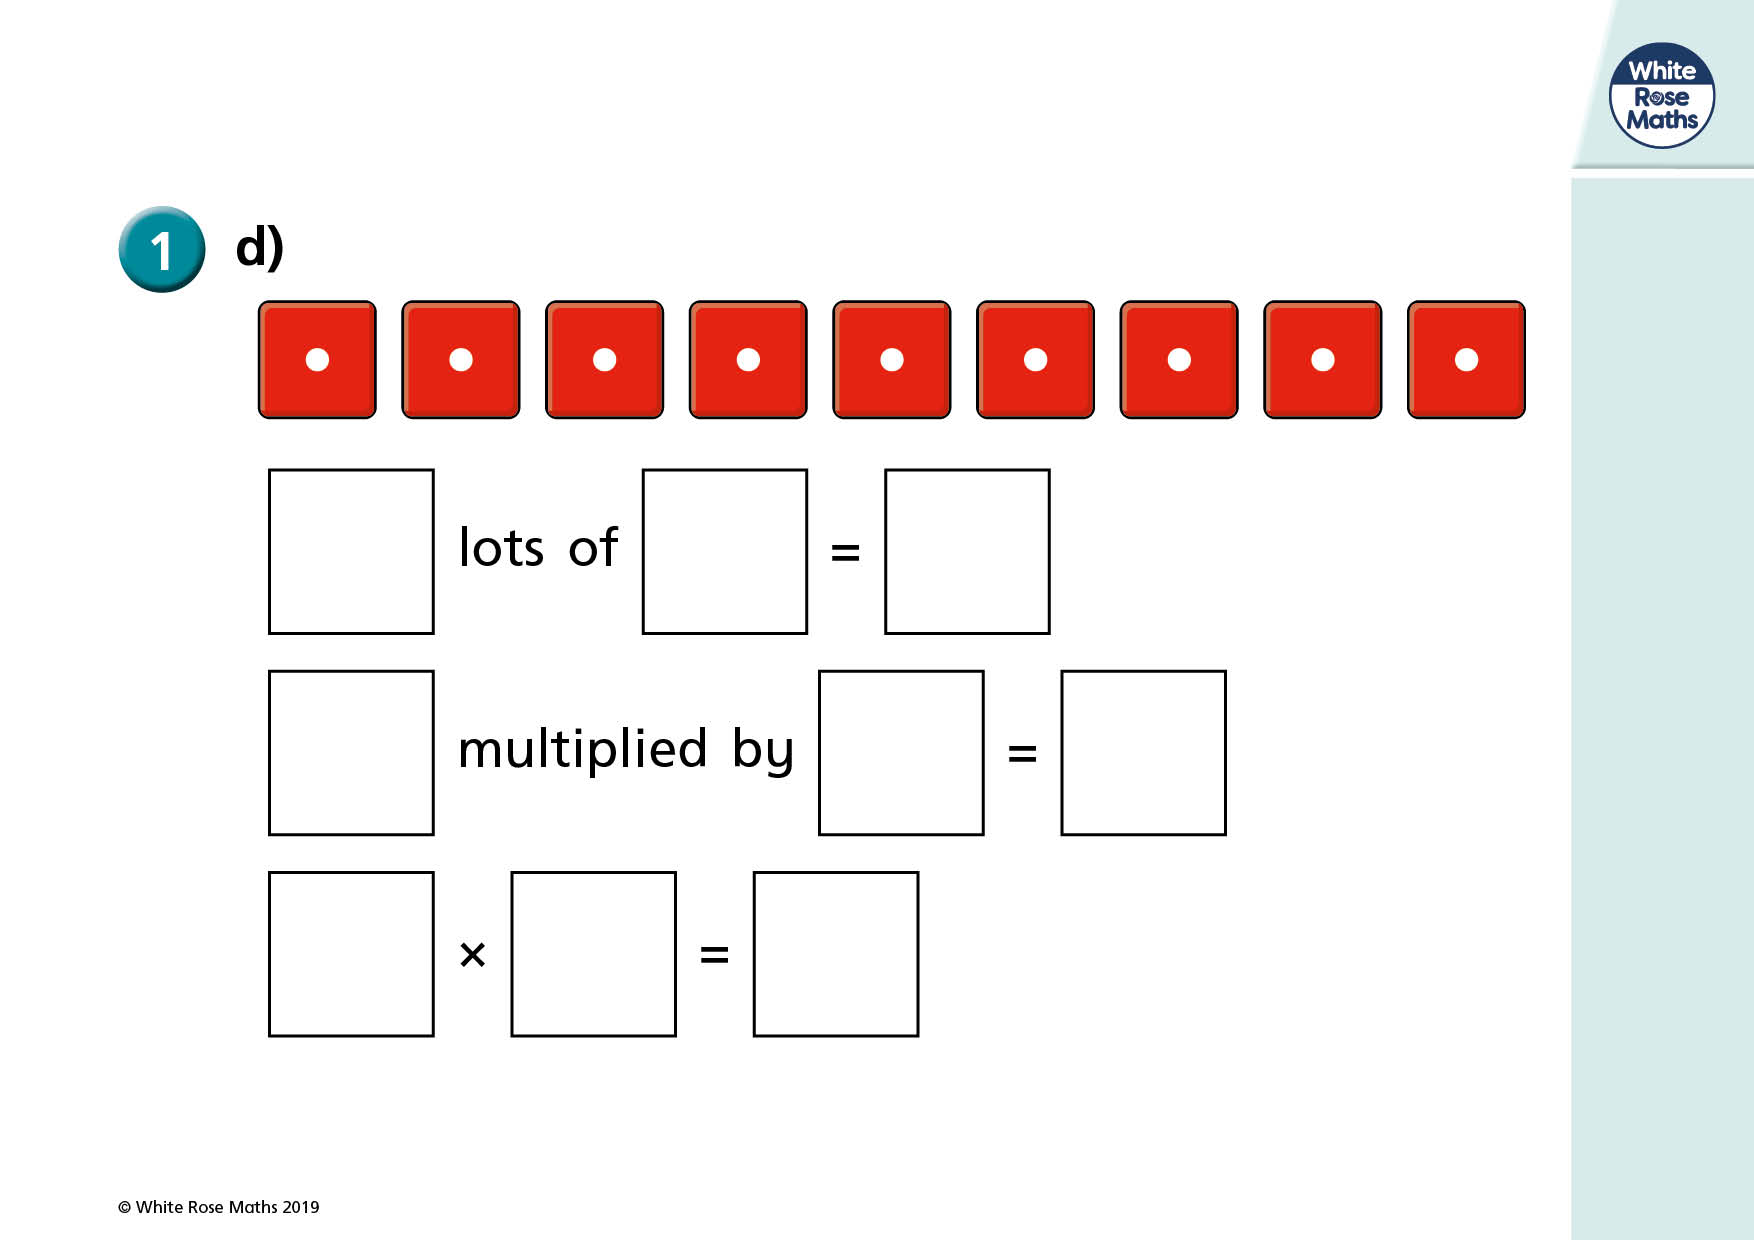 White
Rose
Maths
1 d)
lots of =
multiplied by =
× =
© White Rose Maths 2019